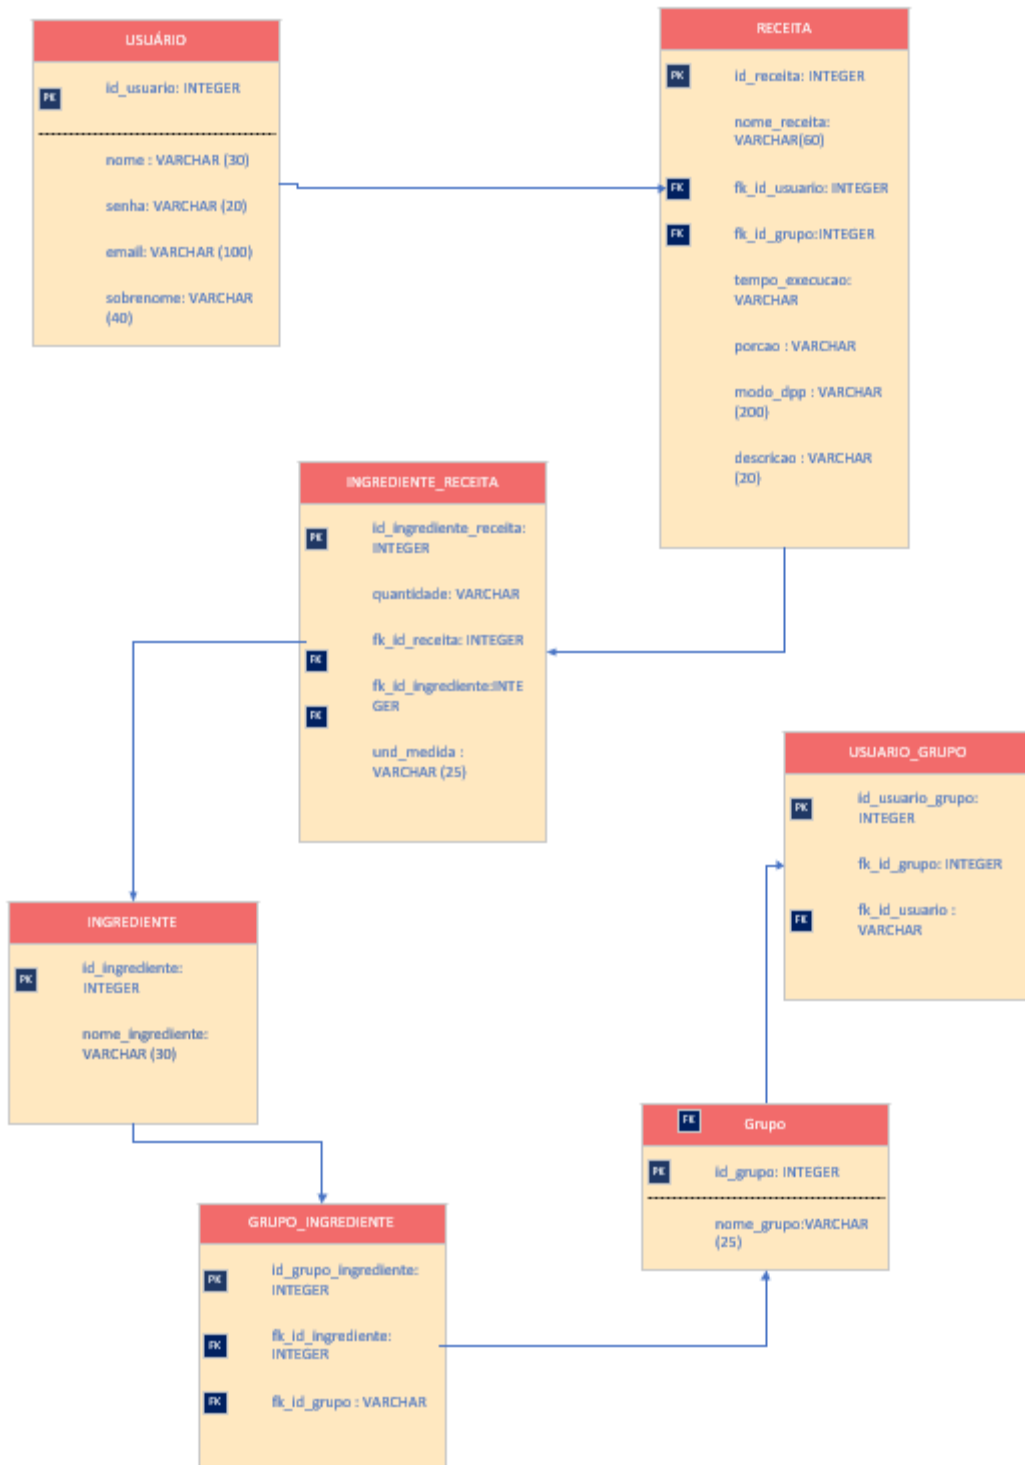 USUÁRIO
PK
id_usuario: INTEGER
nome : VARCHAR (30)
senha: VARCHAR (20)
email: VARCHAR (100)
sobrenome: VARCHAR
(40)
RECEITA
PK
id_receita: INTEGER
nome_receita:
VARCHAR(60)
FK
fk_id_usuario: INTEGER
FK
fk_id_grupo:INTEGER
tempo_execucao:
VARCHAR
porcao : VARCHAR
modo_dpp : VARCHAR
(200)
descricao : VARCHAR
(20)
INGREDIENTE_RECEITA
PK
id_ingrediente_receita:
INTEGER
quantidade: VARCHAR
fk_id_receita: INTEGER
FK
fk_id_ingrediente:INTE
GER
FK
und_medida :
VARCHAR (25)
USUARIO_GRUPO
PK
id_usuario_grupo:
INTEGER
fk_id_grupo: INTEGER
FK
fk_id_usuario :
VARCHAR
INGREDIENTE
PK
id_ingrediente:
INTEGER
nome_ingrediente:
VARCHAR (30)
FK
Grupo
PK
id_grupo: INTEGER
nome_grupo:VARCHAR
(25)
GRUPO_INGREDIENTE
PK
id_grupo_ingrediente:
INTEGER
FK
fk_id_ingrediente:
INTEGER
FK
fk_id_grupo : VARCHAR